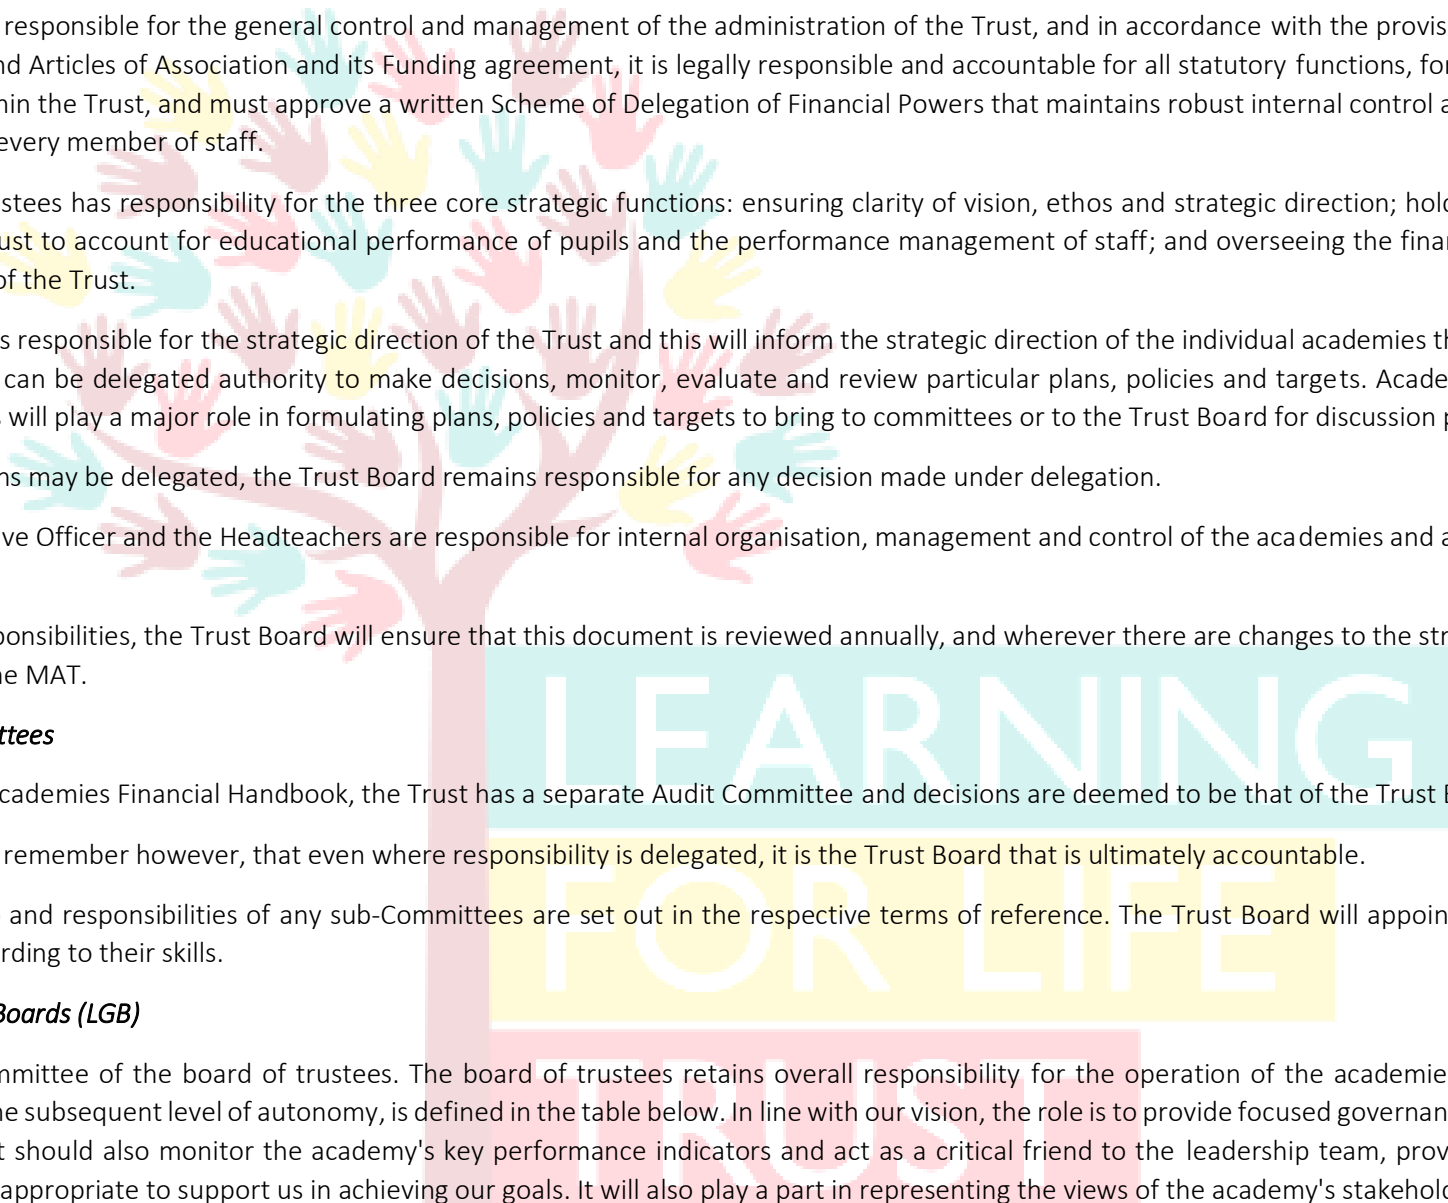 responsible for the general control and management of the administration of the Trust, and in accordance with the provis
nd Articles of Association and its Funding agreement, it is legally responsible and accountable for all statutory functions, for
hin the Trust, and must approve a written Scheme of Delegation of Financial Powers that maintains robust internal control a
every member of staff.
stees has responsibility for the three core strategic functions: ensuring clarity of vision, ethos and strategic direction; hold
ust to account for educational performance of pupils and the performance management of staff; and overseeing the finan
of the Trust.
s responsible for the strategic direction of the Trust and this will inform the strategic direction of the individual academies th
can be delegated authority to make decisions, monitor, evaluate and review particular plans, policies and targets. Acade
s will play a major role in formulating plans, policies and targets to bring to committees or to the Trust Board for discussion p
ns may be delegated, the Trust Board remains responsible for any decision made under delegation.
ve Officer and the Headteachers are responsible for internal organisation, management and control of the academies and a
ponsibilities, the Trust Board will ensure that this document is reviewed annually, and wherever there are changes to the str
he MAT.
ttees
cademies Financial Handbook, the Trust has a separate Audit Committee and decisions are deemed to be that of the Trust B
remember however, that even where responsibility is delegated, it is the Trust Board that is ultimately accountable.
and responsibilities of any sub-Committees are set out in the respective terms of reference. The Trust Board will appoin
rding to their skills.
Boards (LGB)
mmittee of the board of trustees. The board of trustees retains overall responsibility for the operation of the academie
he subsequent level of autonomy, is defined in the table below. In line with our vision, the role is to provide focused governan
t should also monitor the academy's key performance indicators and act as a critical friend to the leadership team, prov
appropriate to support us in achieving our goals. It will also play a part in representing the views of the academy's stakehol
LEARNING
FOR LIFE
TRUST